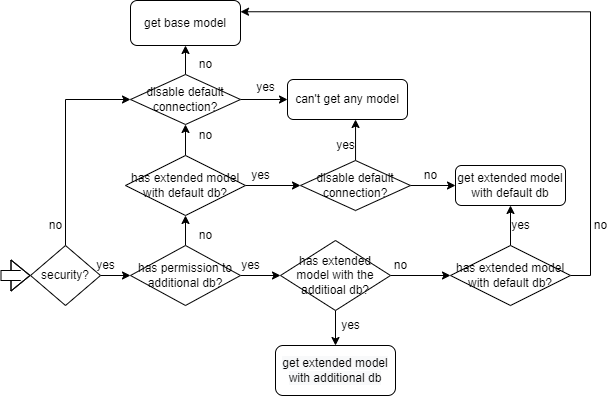 get base model
no
disable default
connection?
yes
can't get any model
no
yes
has extended model
with default db?
yes
disable default
connection?
no
get extended model
with default db
no
no
yes
no
security?
yes
has permission to
additional db?
yes
has extended
model with the
additioal db?
no
has extended model
with default db?
yes
get extended model
with additional db